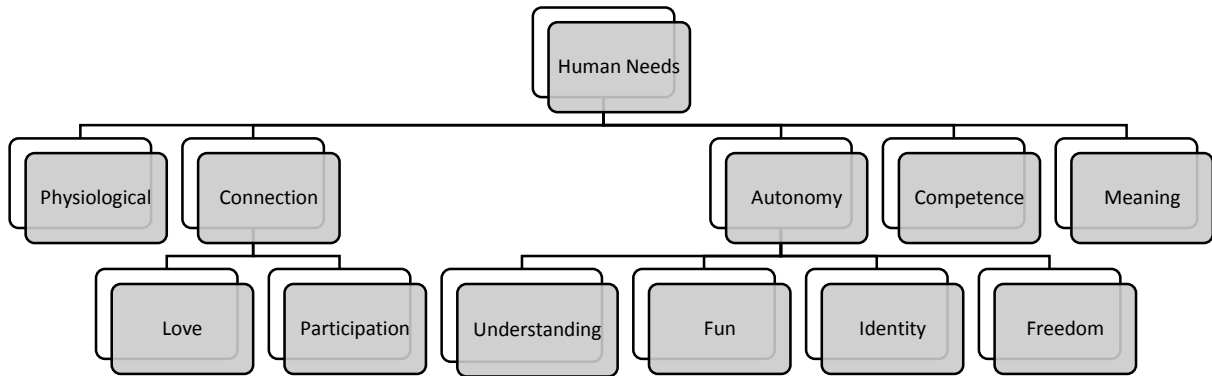 Human Needs
Physiological
Connection
Autonomy
Competence
Meaning
Love
Participation
Understanding
Fun
Identity
Freedom